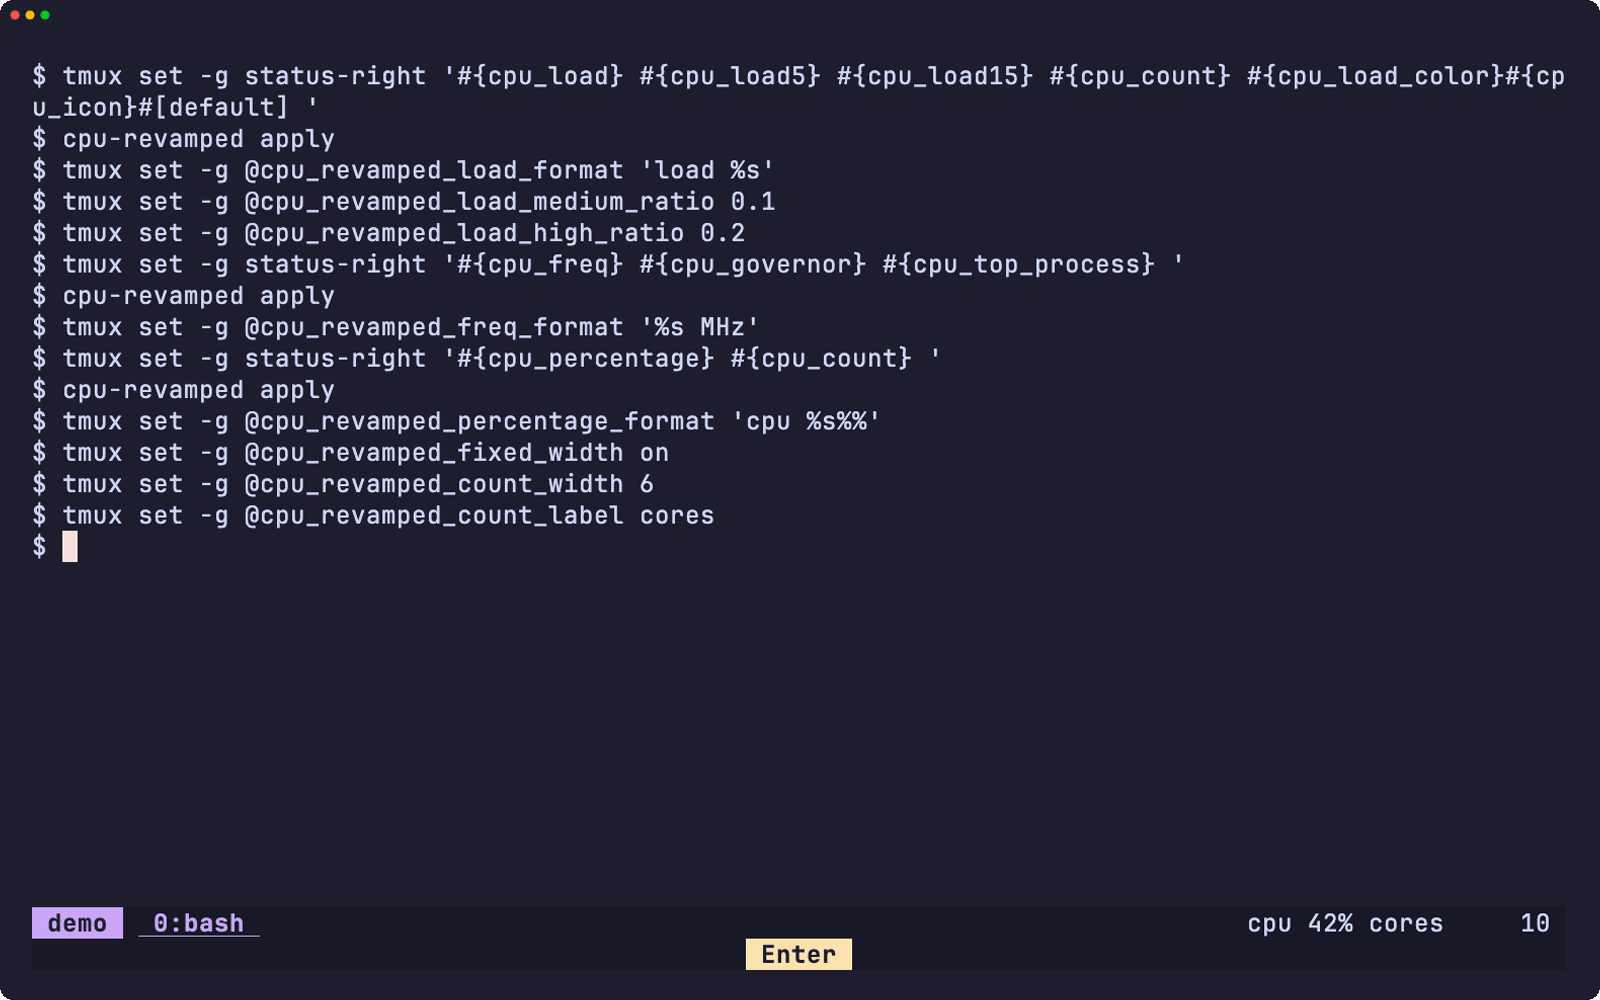 $ tmux set -g status-right '#{cpu_load} #{cpu_load5} #{cpu_load15} #{cpu_count} #{cpu_load_color}#{cp
u_icon}#[default] '
$ cpu-revamped apply
$ tmux set -g @cpu_revamped_load_format 'load %s'
$ tmux set -g @cpu_revamped_load_medium_ratio 0.1
$ tmux set -g @cpu_revamped_load_high_ratio 0.2
$ tmux set -g status-right '#{cpu_freq} #{cpu_governor} #{cpu_top_process} '
$ cpu-revamped apply
$ tmux set -g @cpu_revamped_freq_format '%s MHz'
$ tmux set -g status-right '#{cpu_percentage} #{cpu_count} '
$ cpu-revamped apply
$ tmux set -g @cpu_revamped_percentage_format 'cpu %s%%'
$ tmux set -g @cpu_revamped_fixed_width on
$ tmux set -g @cpu_revamped_count_width 6
$ tmux set -g @cpu_revamped_count_label cores
$
demo 0:bash cpu 42% cores     10
Enter